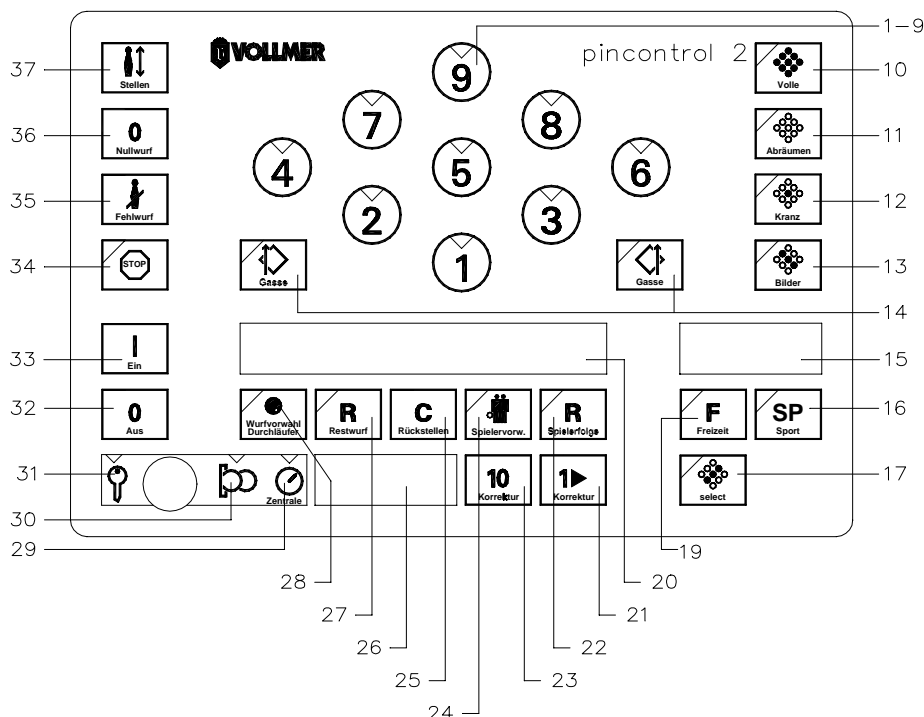 1-9
37
VOLLMER
pincontrol 2
9
10
Stellen
Volle
7
8
36
0
11
Nullwurf
Abräumen
4
5
6
35
12
Fehlwurf
Kranz
2
3
34
STOP
1
13
Gasse
Gasse
Bilder
14
33
I
15
Ein
32
0
R
C
R
F
SP
16
Aus
Wurfvorwahl
Durchläufer
Restwurf
Rückstellen
Spielervorw.
Spielerfolge
Freizeit
Sport
31
10
1
17
Zentrale
Korrektur
k
Korrektur
select
30
29
19
28
20
27
21
26
22
25
23
24